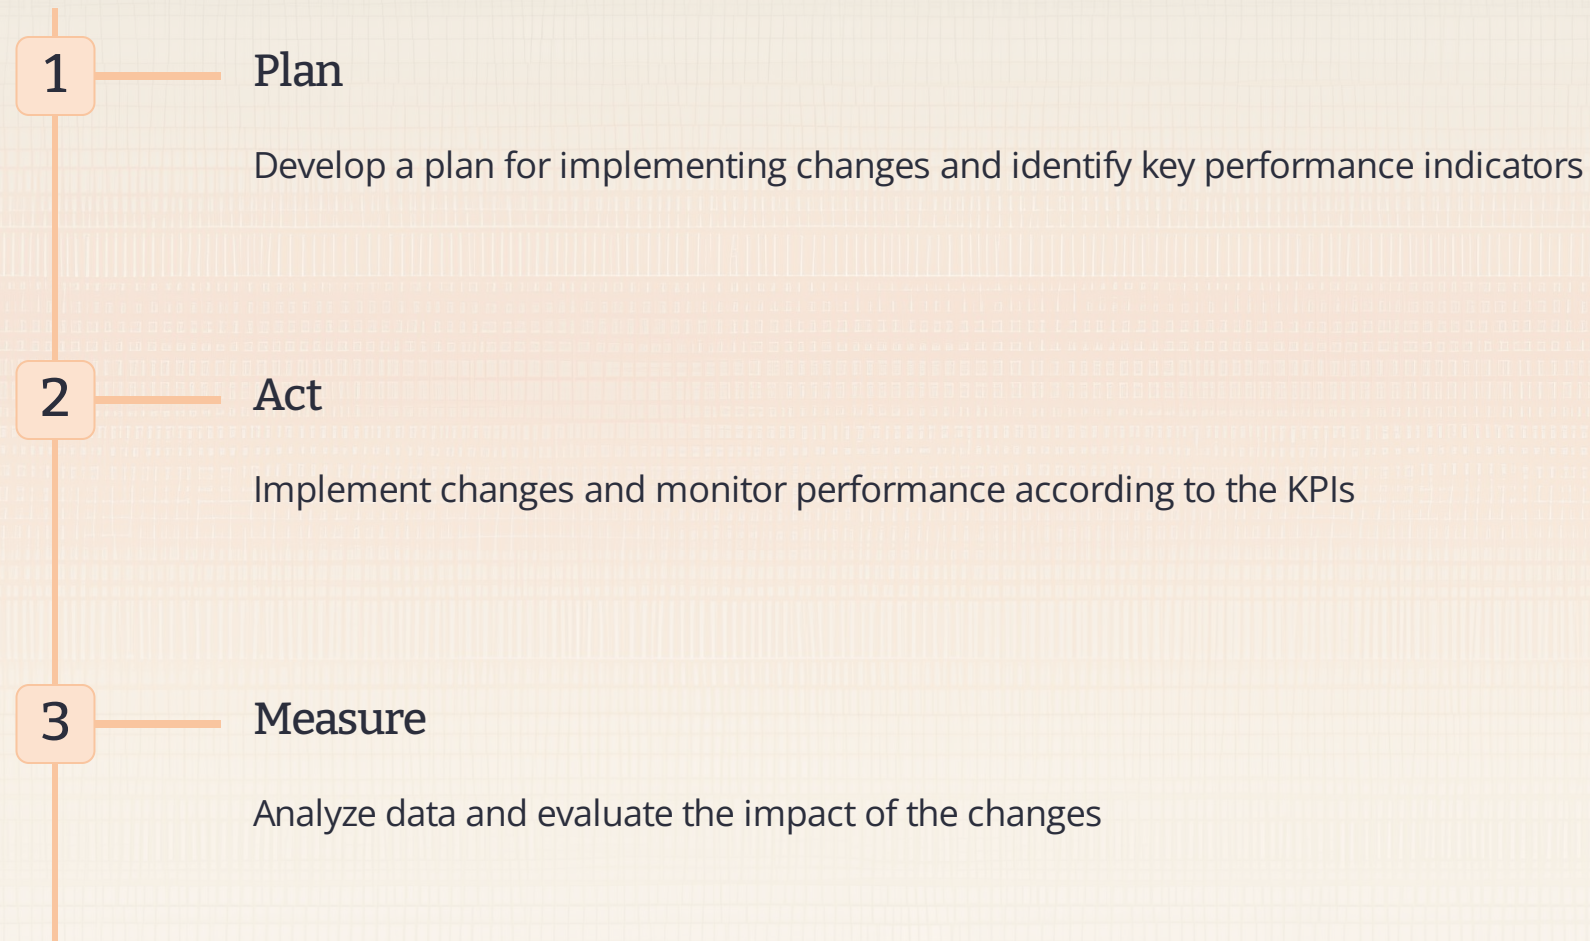 1
Plan
Develop a plan for implementing changes and identify key performance indicators
2
Act
Implement changes and monitor performance according to the KPIs
3
Measure
Analyze data and evaluate the impact of the changes